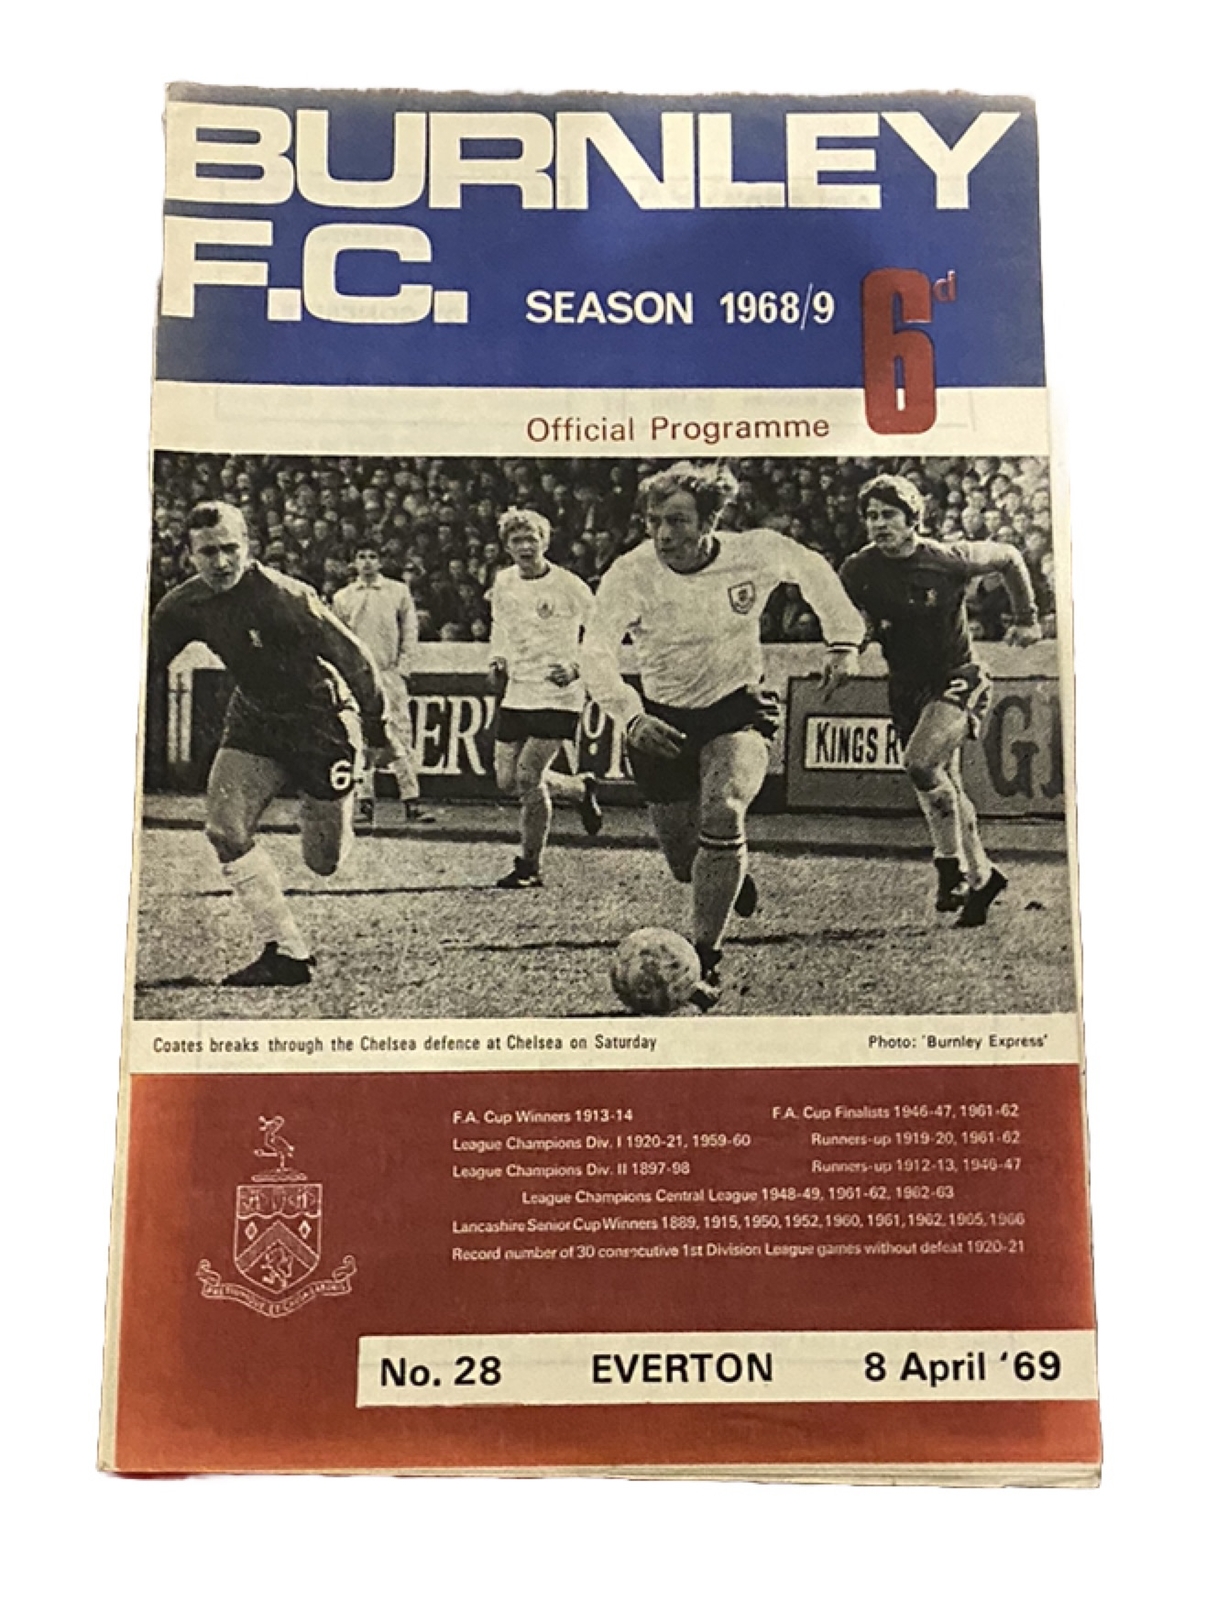 BURNLEY
F.C.
SEASON 1968/9
6d
Official Programme
6
2
KINGS R
Coates breaks through the Chelsea defence at Chelsea on Saturday
Photo: 'Burnley Express'
F.A. Cup Winners 1913-14 F.A. Cup Finalists 1946-47, 1961-62
League Champions Div. I 1920-21, 1959-60 Runners-up 1919-20, 1961-62
League Champions Div. II 1897-98 Runners-up 1912-13, 1946-47
League Champions Central League 1948-49, 1961-62, 1962-63
Lancashire Senior Cup Winners 1889, 1915, 1950, 1952, 1960, 1961, 1962, 1965, 1966
Record number of 30 consecutive 1st Division League games without defeat 1920-21
No. 28 EVERTON 8 April '69